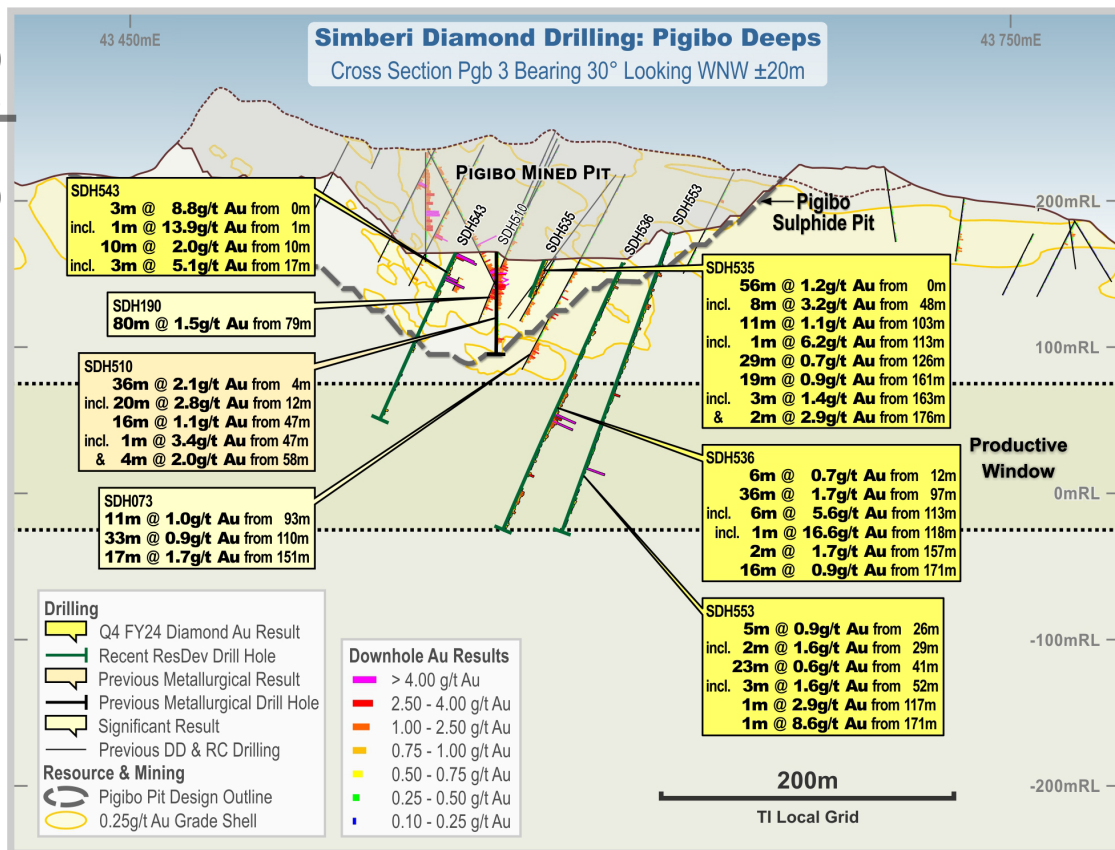 43 450mE
43 750mE
Simberi Diamond Drilling: Pigibo Deeps
Cross Section Pgb 3 Bearing 30° Looking WNW ±20m
PIGIBO MINED PIT
SDH543
SDH510
SDH535
SDH536
SDH553
Pigibo
Sulphide Pit
200mRL
100mRL
0mRL
-100mRL
-200mRL
Productive
Window
SDH543
3m @ 8.8g/t Au from 0m
incl. 1m @ 13.9g/t Au from 1m
10m @ 2.0g/t Au from 10m
incl. 3m @ 5.1g/t Au from 17m
SDH190
80m @ 1.5g/t Au from 79m
SDH510
36m @ 2.1g/t Au from 4m
incl. 20m @ 2.8g/t Au from 12m
16m @ 1.1g/t Au from 47m
incl. 1m @ 3.4g/t Au from 47m
& 4m @ 2.0g/t Au from 58m
SDH073
11m @ 1.0g/t Au from 93m
33m @ 0.9g/t Au from 110m
17m @ 1.7g/t Au from 151m
SDH535
56m @ 1.2g/t Au from 0m
incl. 8m @ 3.2g/t Au from 48m
11m @ 1.1g/t Au from 103m
incl. 1m @ 6.2g/t Au from 113m
29m @ 0.7g/t Au from 126m
19m @ 0.9g/t Au from 161m
incl. 3m @ 1.4g/t Au from 163m
& 2m @ 2.9g/t Au from 176m
SDH536
6m @ 0.7g/t Au from 12m
36m @ 1.7g/t Au from 97m
incl. 6m @ 5.6g/t Au from 113m
incl. 1m @ 16.6g/t Au from 118m
2m @ 1.7g/t Au from 157m
16m @ 0.9g/t Au from 171m
SDH553
5m @ 0.9g/t Au from 26m
incl. 2m @ 1.6g/t Au from 29m
23m @ 0.6g/t Au from 41m
incl. 3m @ 1.6g/t Au from 52m
1m @ 2.9g/t Au from 117m
1m @ 8.6g/t Au from 171m
Drilling
Q4 FY24 Diamond Au Result
Recent ResDev Drill Hole
Previous Metallurgical Result
Previous Metallurgical Drill Hole
Significant Result
Previous DD & RC Drilling
Resource & Mining
Pigibo Pit Design Outline
0.25g/t Au Grade Shell
Downhole Au Results
> 4.00 g/t Au
2.50 - 4.00 g/t Au
1.00 - 2.50 g/t Au
0.75 - 1.00 g/t Au
0.50 - 0.75 g/t Au
0.25 - 0.50 g/t Au
0.10 - 0.25 g/t Au
200m
TI Local Grid